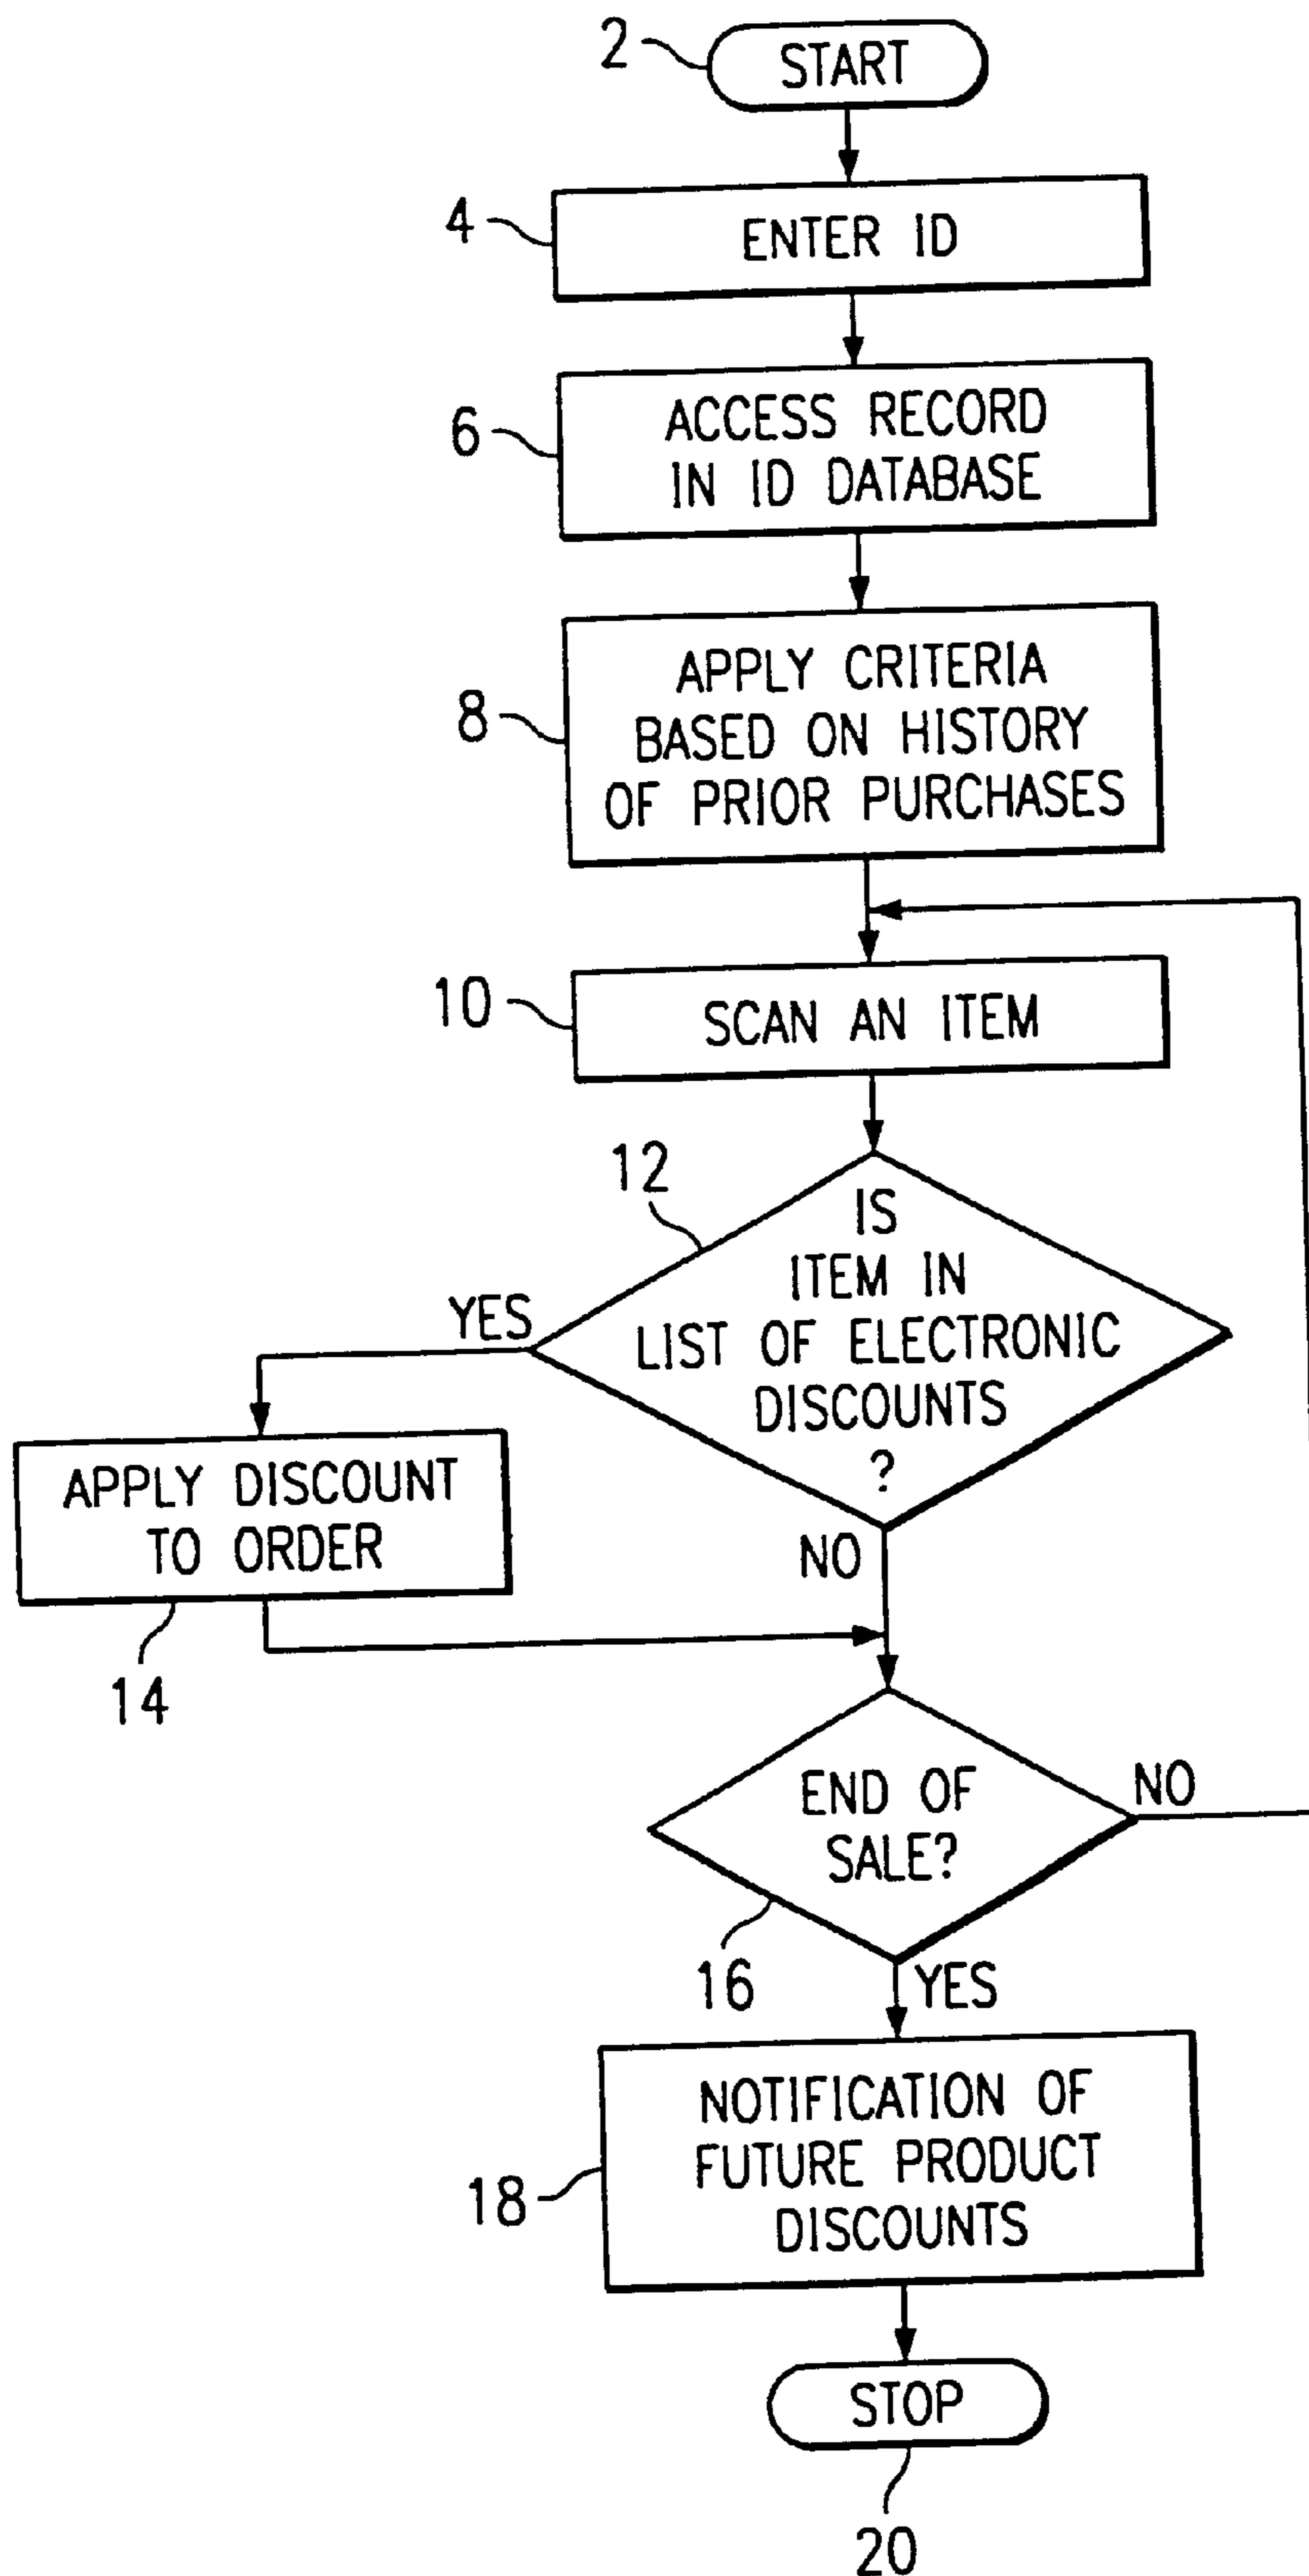 2
START
4
ENTER ID
6
ACCESS RECORD
IN ID DATABASE
8
APPLY CRITERIA
BASED ON HISTORY
OF PRIOR PURCHASES
10
SCAN AN ITEM
12
IS
ITEM IN
LIST OF ELECTRONIC
DISCOUNTS
?
YES
APPLY DISCOUNT
TO ORDER
14
NO
END OF
SALE?
NO
16
YES
NOTIFICATION OF
FUTURE PRODUCT
DISCOUNTS
18
STOP
20